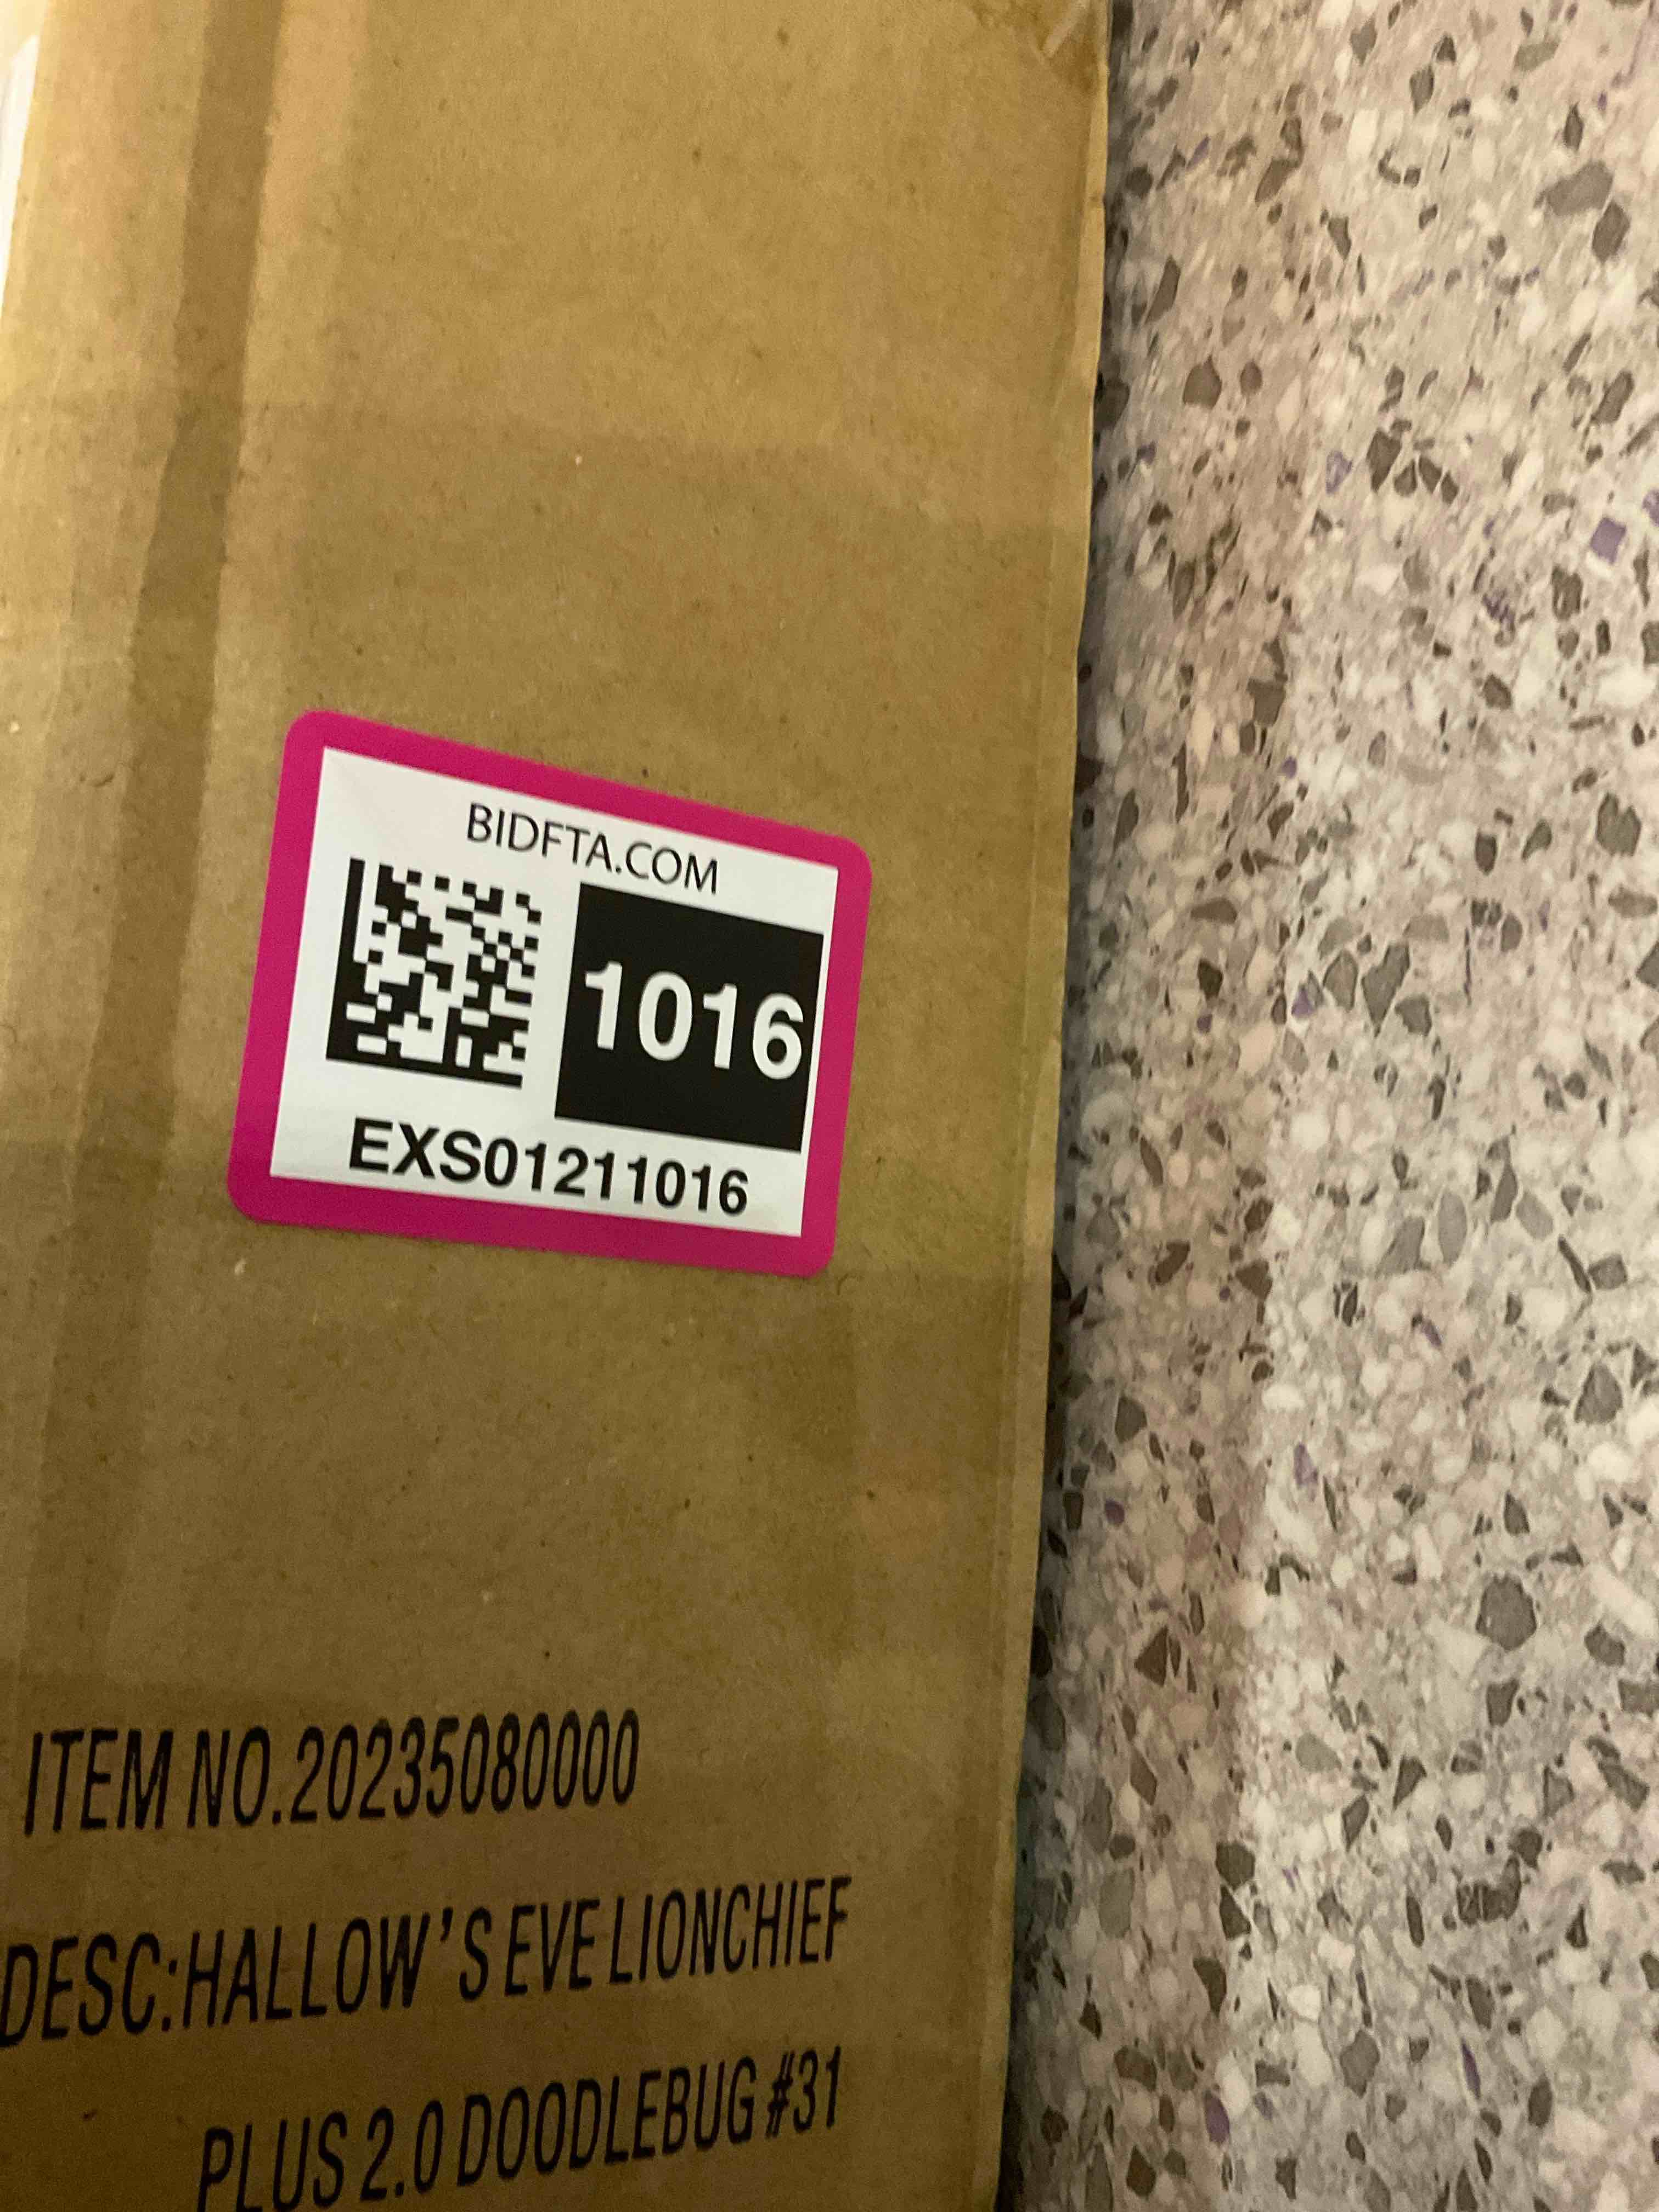 BIDFTA.COM
1016
EXS01211016
ITEM NO.20235080000
DESC:HALLOW'S EVE LIONCHIEF
PLUS 2.0 DOODLEBUG #31